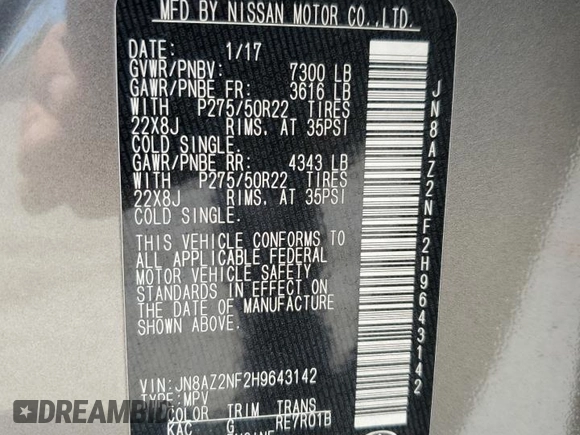 MFD BY NISSAN MOTOR CO.,LTD.
DATE: 1/17
GVWR/PNBV: 7300 LB
GAWR/PNBE FR: 3616 LB
WITH P275/50R22 TIRES
22X8J RIMS. AT 35PSI
COLD SINGLE.
GAWR/PNBE RR: 4343 LB
WITH P275/50R22 TIRES
22X8J RIMS. AT 35PSI
COLD SINGLE.
THIS VEHICLE CONFORMS TO
ALL APPLICABLE FEDERAL
MOTOR VEHICLE SAFETY
STANDARDS IN EFFECT ON
THE DATE OF MANUFACTURE
SHOWN ABOVE.
VIN: JN8AZ2NF2H9643142
TYPE: MPV
COLOR TRIM TRANS
KAC G RE7R01B
ENGINE
JN8AZ2NF2H9643142
DREAMBID